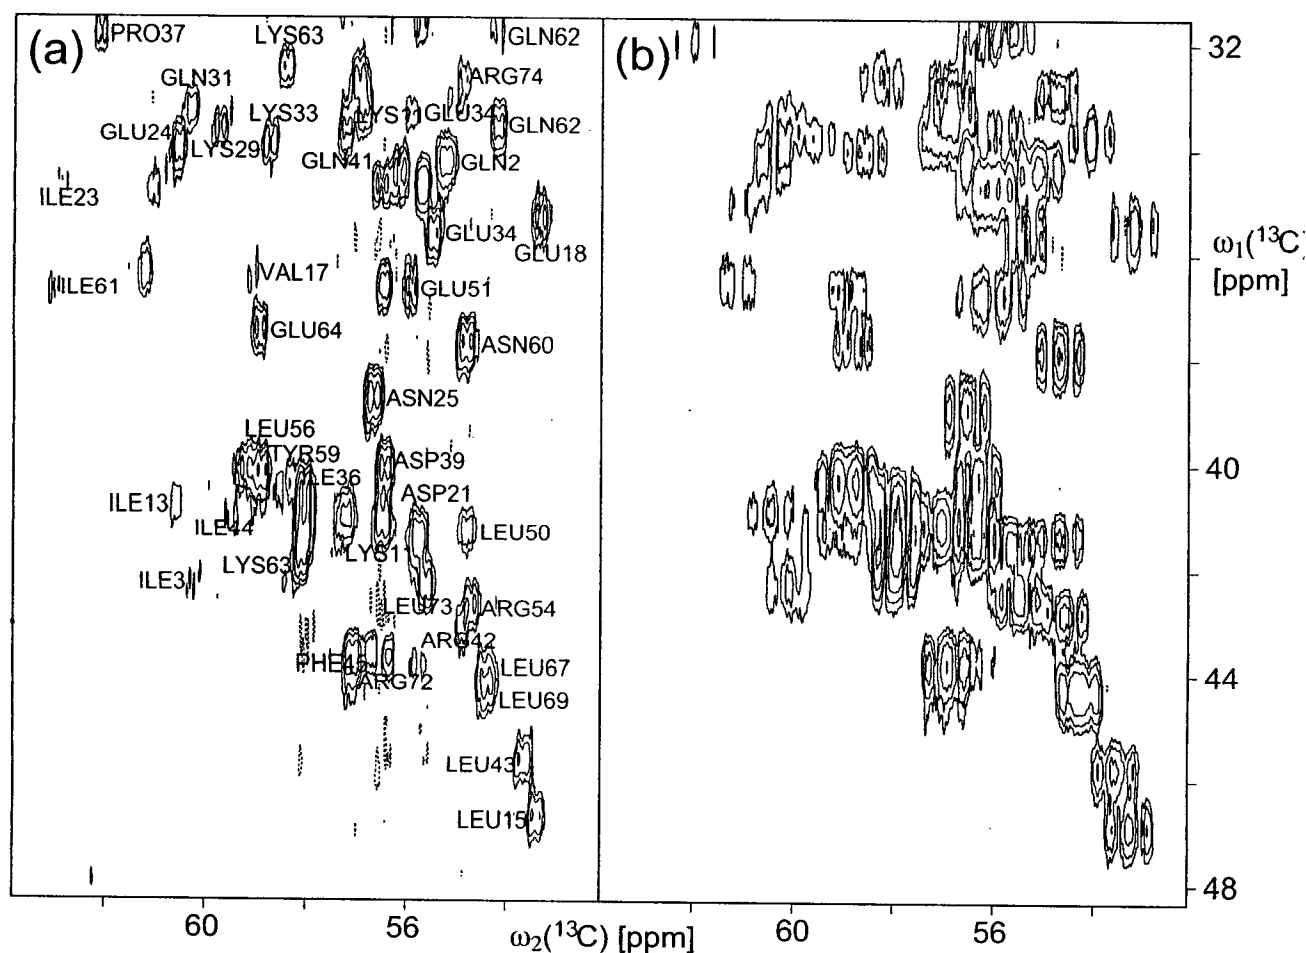 (a)
PRO37
LYS63
GLN62
GLN31
ARG74
LYS33
LYS11
GLU34
GLN62
GLU24
LYS29
GLN41
GLN2
ILE23
GLU34
GLU18
VAL17
ILE61
GLU51
GLU64
ASN60
ASN25
LEU56
TYR59
ASP39
ILE36
ASP21
ILE13
ILE44
LEU50
LYS63
LYS11
ILE3
LEU73
ARG54
ARG42
PHE45
LEU67
ARG72
LEU69
LEU43
LEU15
(b)
32
ω1(13C)
[ppm]
40
44
48
60
56
ω2(13C) [ppm]
60
56